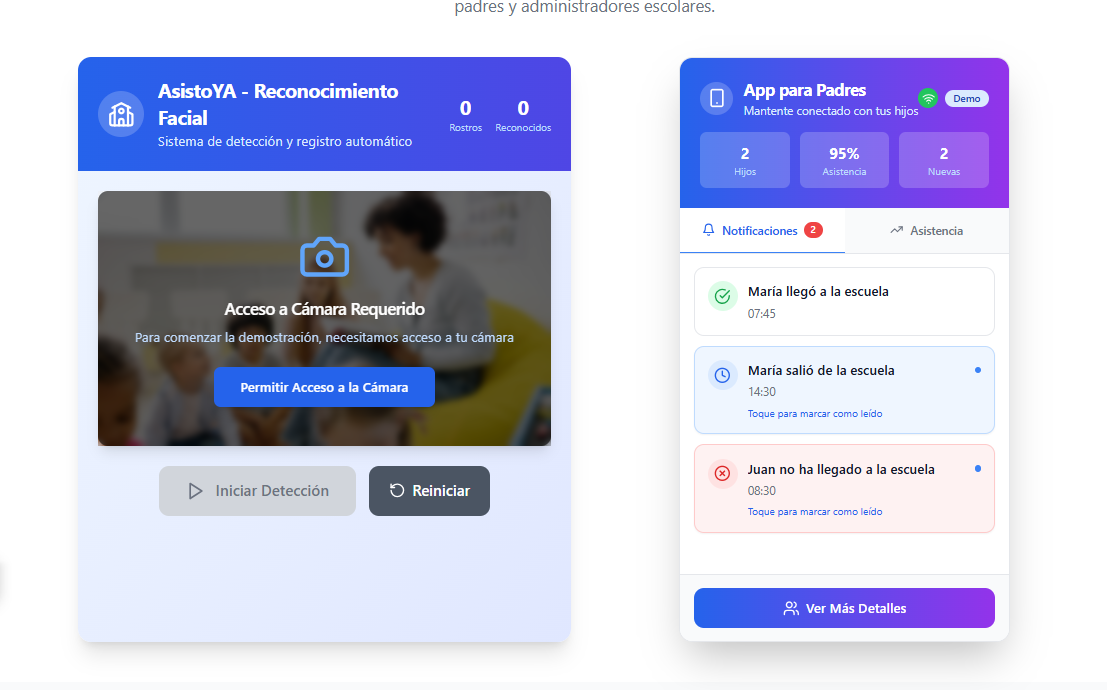 padres y administradores escolares.
AsistoYA - Reconocimiento
Facial
Sistema de detección y registro automático
0
Rostros
0
Reconocidos
Acceso a Cámara Requerido
Para comenzar la demostración, necesitamos acceso a tu cámara
Permitir Acceso a la Cámara
Iniciar Detección
Reiniciar
App para Padres
Mantente conectado con tus hijos
Demo
2
Hijos
95%
Asistencia
2
Nuevas
Notificaciones 2
Asistencia
María llegó a la escuela
07:45
María salió de la escuela
14:30
Toque para marcar como leído
Juan no ha llegado a la escuela
08:30
Toque para marcar como leído
Ver Más Detalles